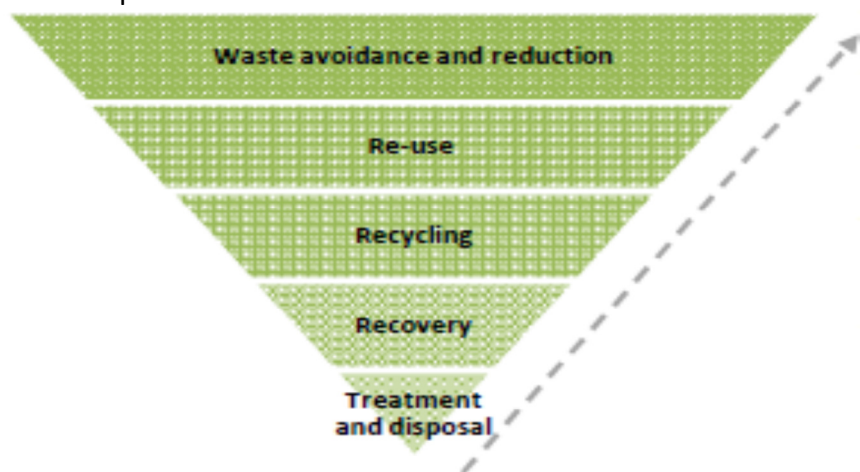 Waste avoidance and reduction
Re-use
Recycling
Recovery
Treatment
and disposal